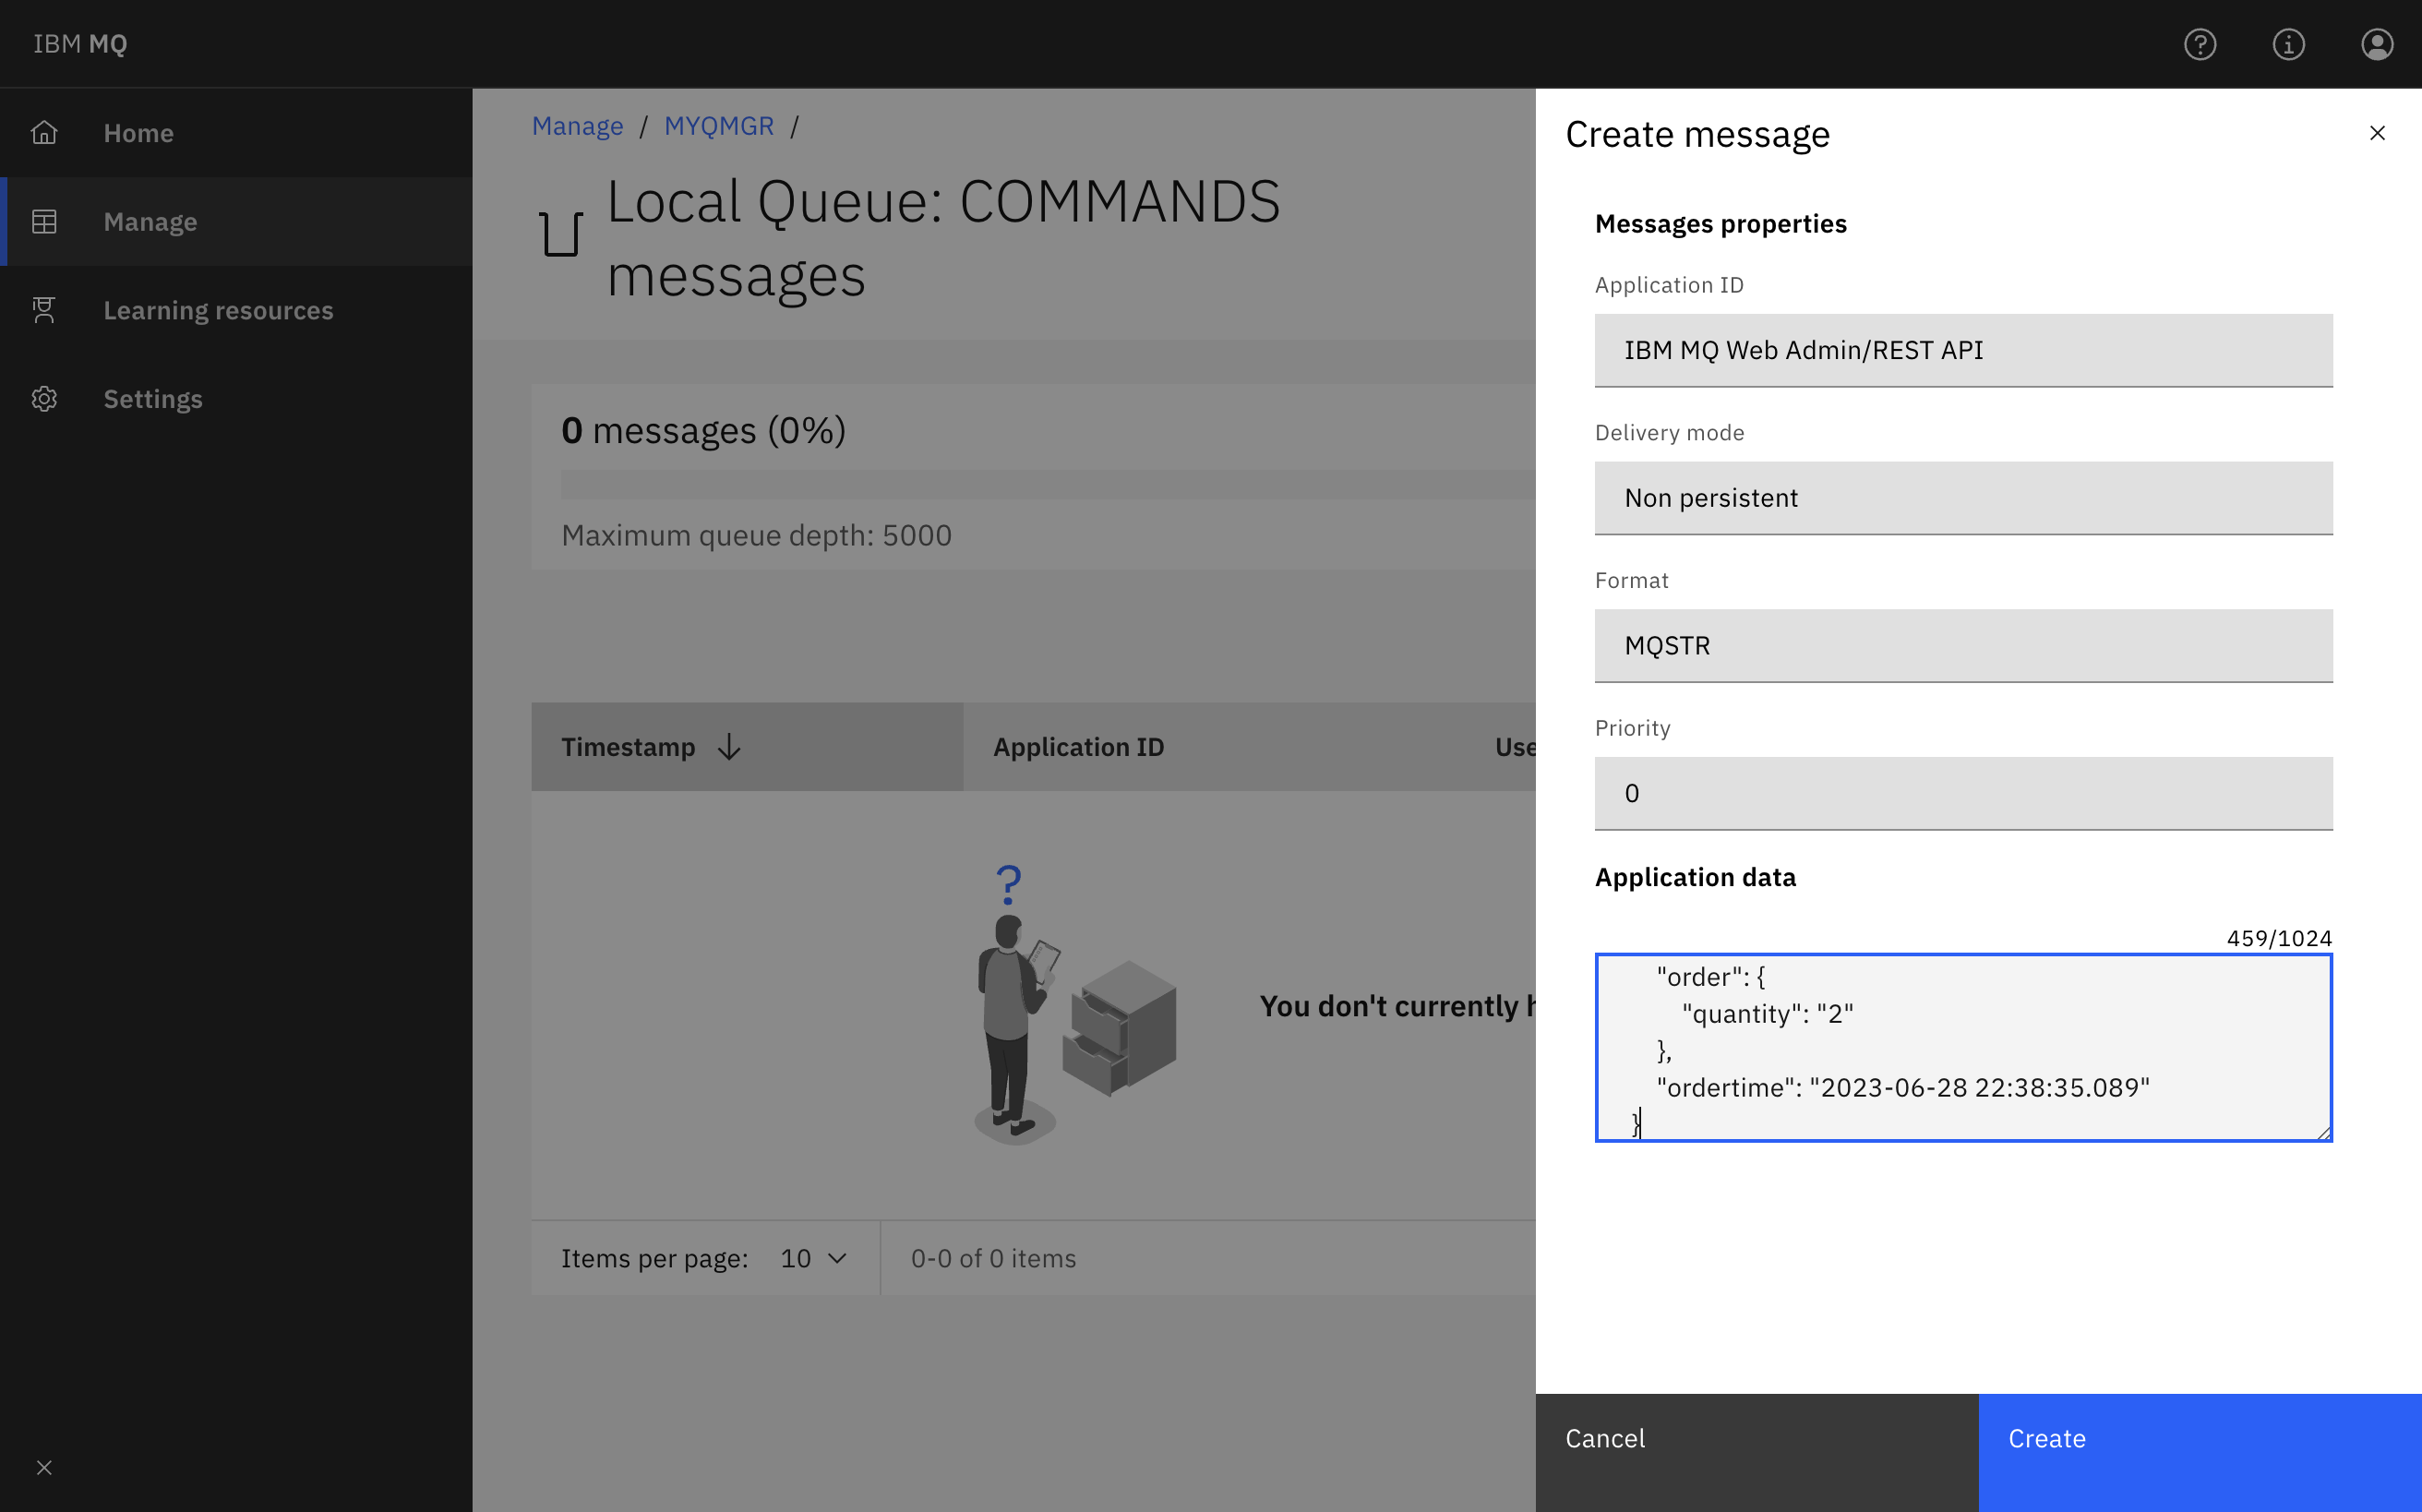 IBM MQ
Home
Manage
Learning resources
Settings
Manage / MYQMGR /
Local Queue: COMMANDS
messages
0 messages (0%)
Maximum queue depth: 5000
Timestamp
Application ID
Use
?
You don't currently h
Items per page: 10
0-0 of 0 items
Create message
Messages properties
Application ID
IBM MQ Web Admin/REST API
Delivery mode
Non persistent
Format
MQSTR
Priority
0
Application data
459/1024
"order": {
"quantity": "2"
},
"ordertime": "2023-06-28 22:38:35.089"
}
Cancel
Create